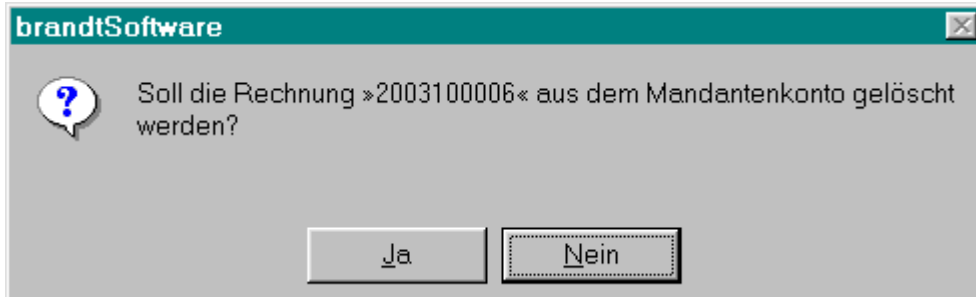 brandtSoftware
Soll die Rechnung »2003100006« aus dem Mandantenkonto gelöscht
werden?
Ja
Nein